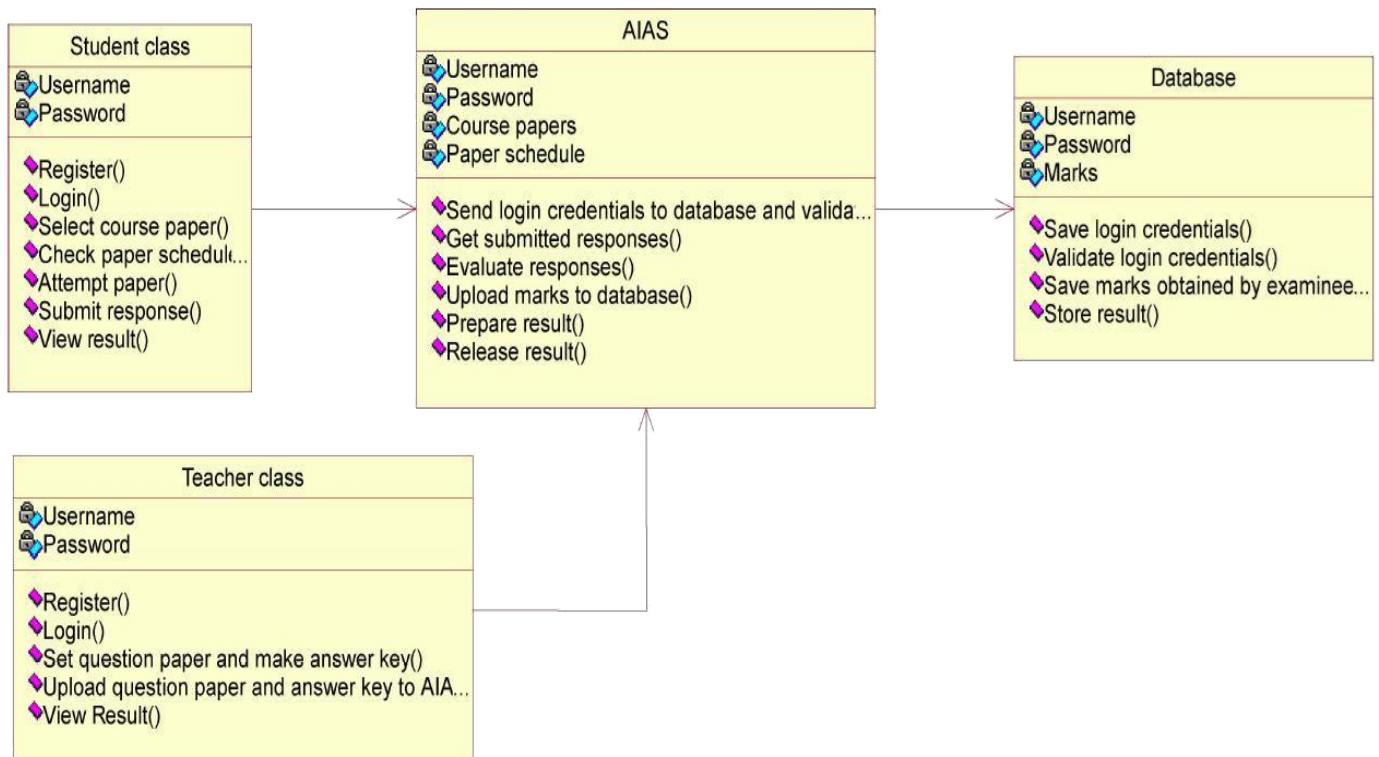 Student class
Username
Password
Register()
Login()
Select course paper()
Check paper schedule...
Attempt paper()
Submit response()
View result()
AIAS
Username
Password
Course papers
Paper schedule
Send login credentials to database and valida...
Get submitted responses()
Evaluate responses()
Upload marks to database()
Prepare result()
Release result()
Database
Username
Password
Marks
Save login credentials()
Validate login credentials()
Save marks obtained by examinee...
Store result()
Teacher class
Username
Password
Register()
Login()
Set question paper and make answer key()
Upload question paper and answer key to AIA...
View Result()